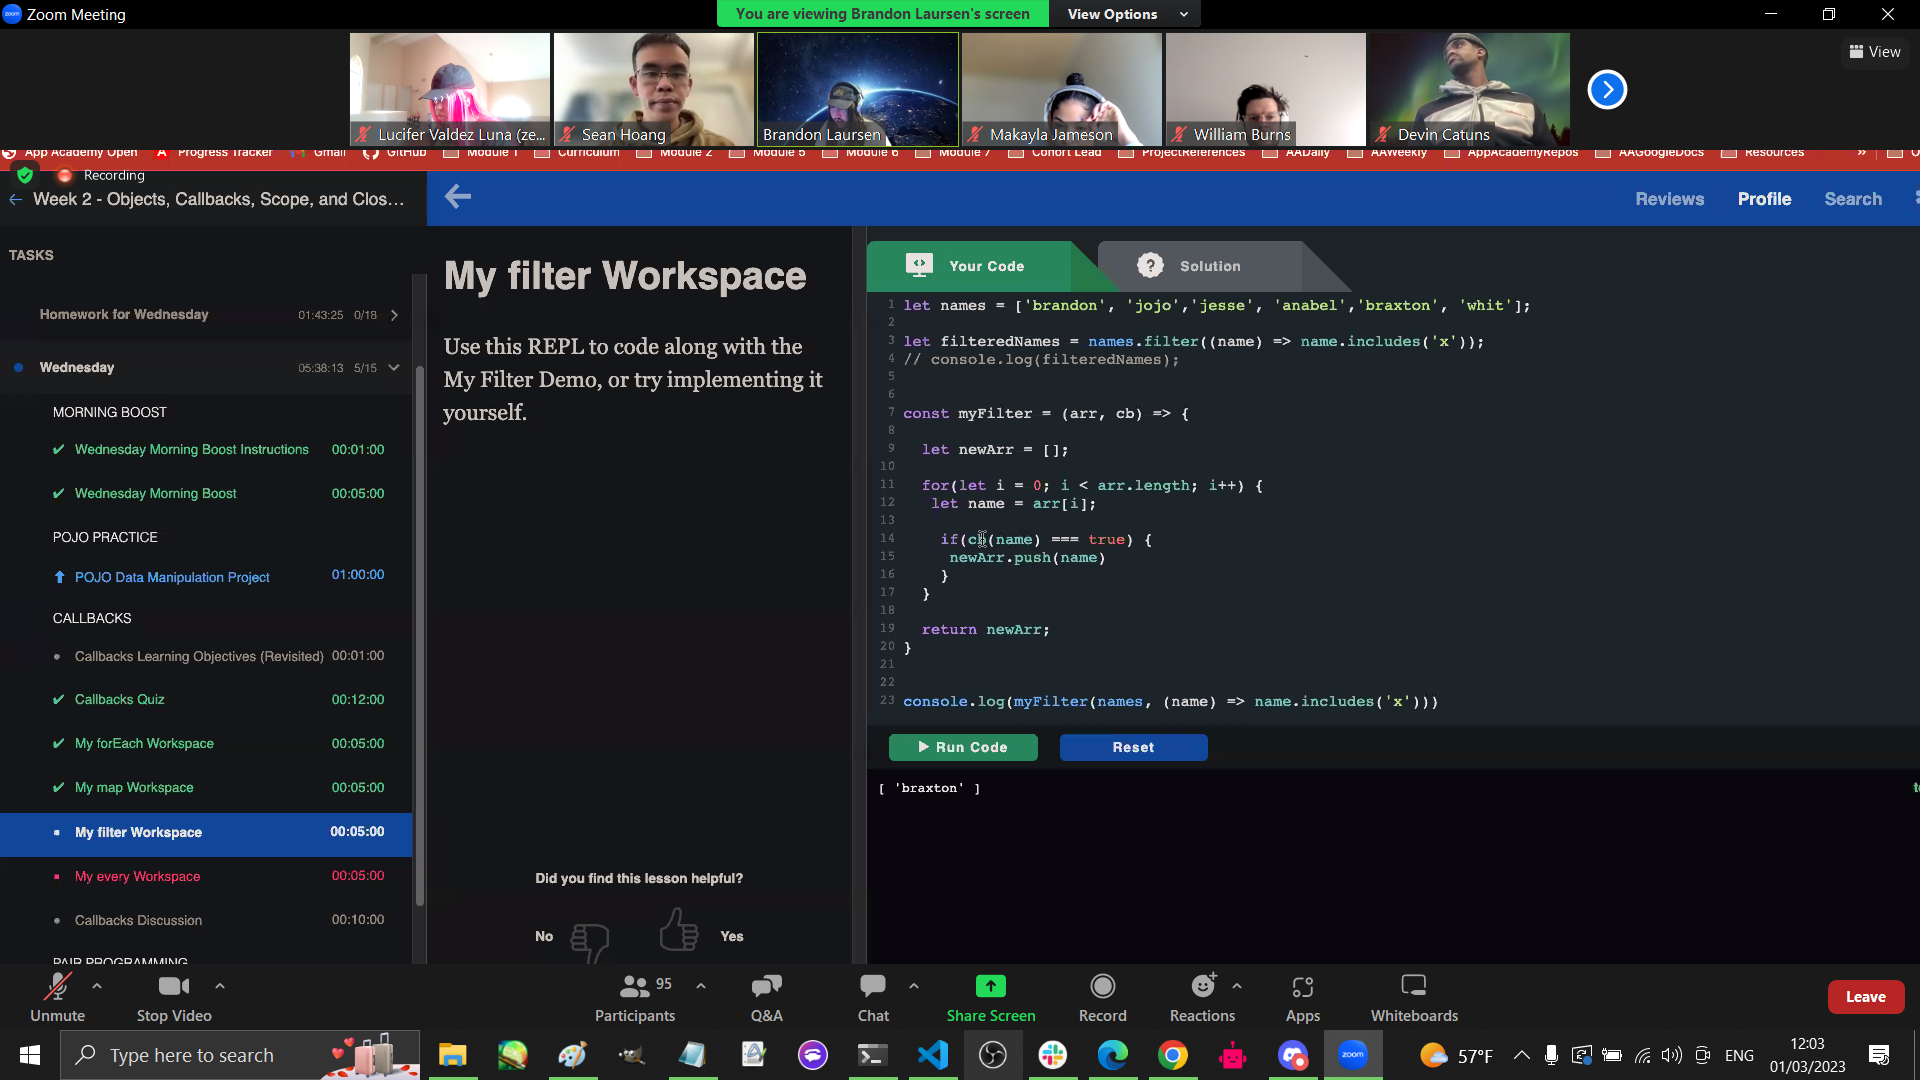 Zoom Meeting
You are viewing Brandon Laursen's screen
View Options
View
Lucifer Valdez Luna (ze...
Sean Hoang
Brandon Laursen
Makayla Jameson
William Burns
Devin Catuns
App Academy Open
Progress Tracker
Gmail
GitHub
Module 1
Curriculum
Module 2
Module 5
Module 6
Module 7
Cohort Lead
ProjectReferences
AADaily
AAWeekly
AppAcademyRepos
AAGoogleDocs
Resources
Recording
Week 2 - Objects, Callbacks, Scope, and Clos...
Reviews
Profile
Search
TASKS
Homework for Wednesday 01:43:25 0/18
Wednesday 05:38:13 5/15
MORNING BOOST
Wednesday Morning Boost Instructions 00:01:00
Wednesday Morning Boost 00:05:00
POJO PRACTICE
POJO Data Manipulation Project 01:00:00
CALLBACKS
Callbacks Learning Objectives (Revisited) 00:01:00
Callbacks Quiz 00:12:00
My forEach Workspace 00:05:00
My map Workspace 00:05:00
My filter Workspace 00:05:00
My every Workspace 00:05:00
Callbacks Discussion 00:10:00
PAIR PROGRAMMING
My filter Workspace
Use this REPL to code along with the
My Filter Demo, or try implementing it
yourself.
Did you find this lesson helpful?
No
Yes
Your Code
Solution
1 let names = ['brandon', 'jojo','jesse', 'anabel','braxton', 'whit'];
2
3 let filteredNames = names.filter((name) => name.includes('x'));
4 // console.log(filteredNames);
5
6
7 const myFilter = (arr, cb) => {
8
9 let newArr = [];
10
11 for(let i = 0; i < arr.length; i++) {
12 let name = arr[i];
13
14 if(cb(name) === true) {
15 newArr.push(name)
16 }
17 }
18
19 return newArr;
20 }
21
22
23 console.log(myFilter(names, (name) => name.includes('x')))
Run Code
Reset
[ 'braxton' ]
Unmute
Stop Video
95
Participants
Q&A
Chat
Share Screen
Record
Reactions
Apps
Whiteboards
Leave
Type here to search
zoom
57°F
ENG
12:03
01/03/2023